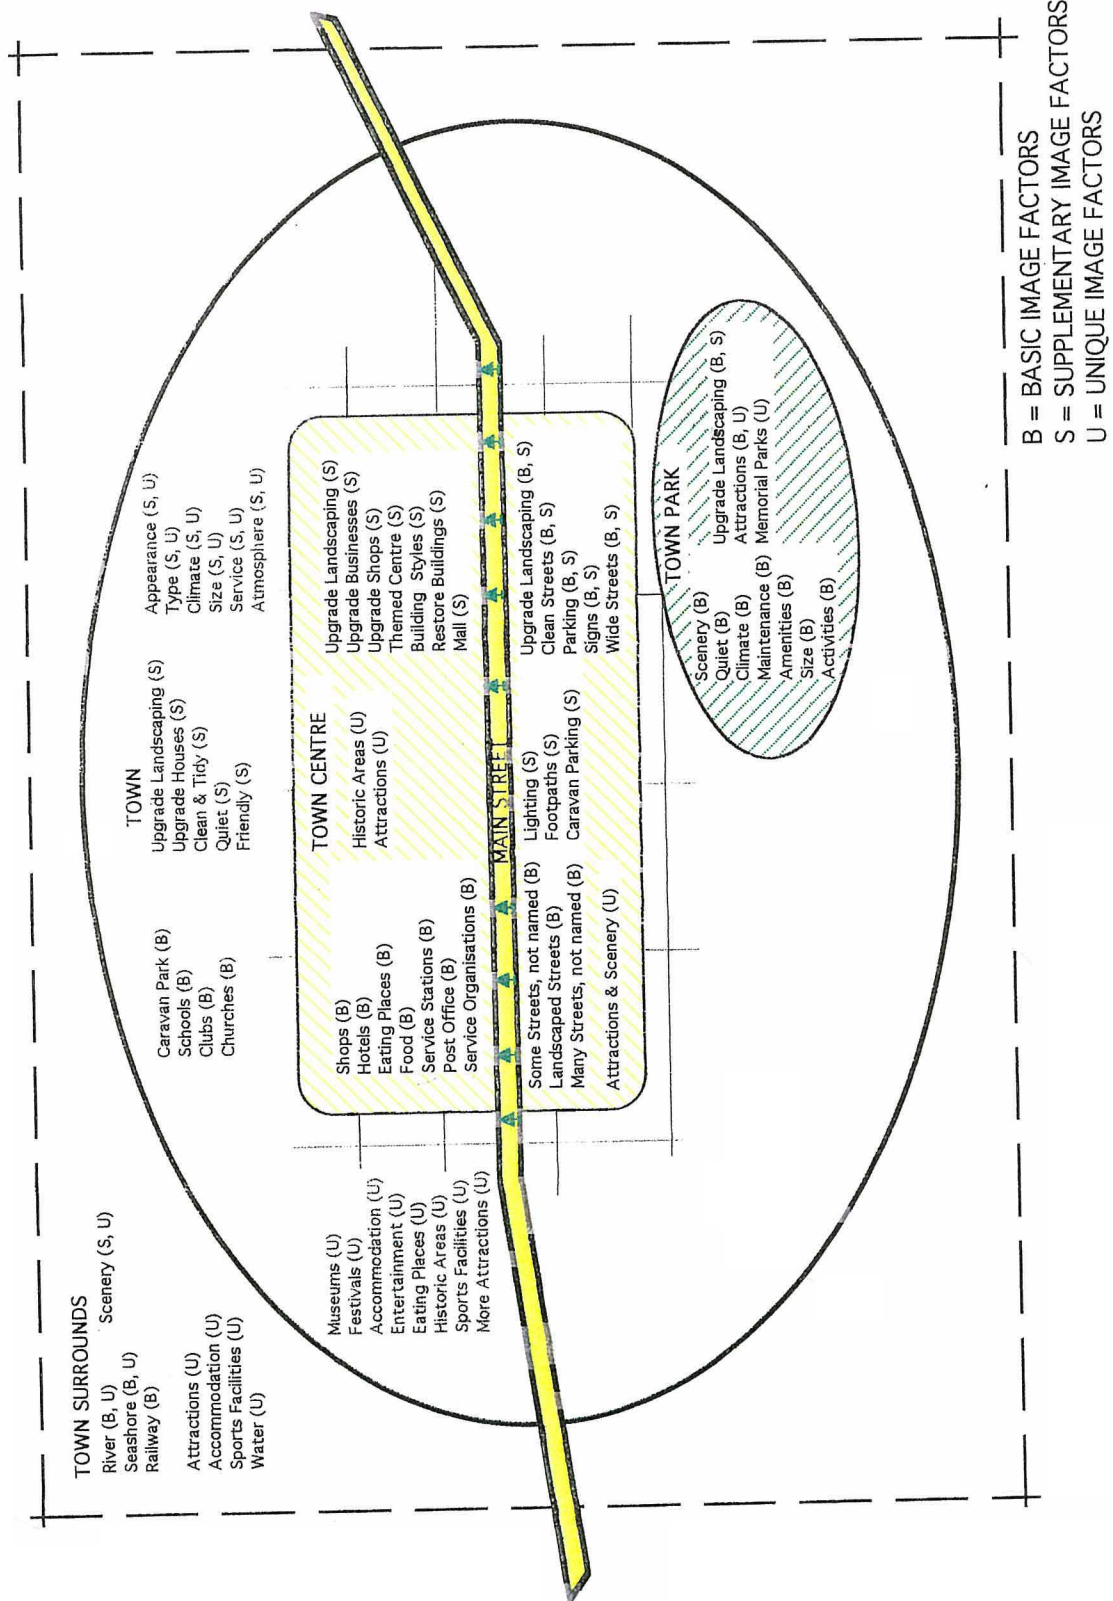 TOWN SURROUNDS
River (B, U)
Seashore (B, U)
Railway (B)
Scenery (S, U)
Attractions (U)
Accommodation (U)
Sports Facilities (U)
Water (U)
Caravan Park (B)
Schools (B)
Clubs (B)
Churches (B)
TOWN
Upgrade Landscaping (S)
Upgrade Houses (S)
Clean & Tidy (S)
Quiet (S)
Friendly (S)
Appearance (S, U)
Type (S, U)
Climate (S, U)
Size (S, U)
Service (S, U)
Atmosphere (S, U)
Museums (U)
Festivals (U)
Accommodation (U)
Entertainment (U)
Eating Places (U)
Historic Areas (U)
Sports Facilities (U)
More Attractions (U)
TOWN CENTRE
Shops (B)
Hotels (B)
Eating Places (B)
Food (B)
Service Stations (B)
Post Office (B)
Service Organisations (B)
Historic Areas (U)
Attractions (U)
Upgrade Landscaping (S)
Upgrade Businesses (S)
Upgrade Shops (S)
Themed Centre (S)
Building Styles (S)
Restore Buildings (S)
Mall (S)
MAIN STREET
Some Streets, not named (B)
Landscaped Streets (B)
Many Streets, not named (B)
Attractions & Scenery (U)
Lighting (S)
Footpaths (S)
Caravan Parking (S)
Upgrade Landscaping (B, S)
Clean Streets (B, S)
Parking (B, S)
Signs (B, S)
Wide Streets (B, S)
TOWN PARK
Scenery (B)
Quiet (B)
Climate (B)
Maintenance (B)
Amenities (B)
Size (B)
Activities (B)
Upgrade Landscaping (B, S)
Attractions (B, U)
Memorial Parks (U)
B = BASIC IMAGE FACTORS
S = SUPPLEMENTARY IMAGE FACTORS
U = UNIQUE IMAGE FACTORS